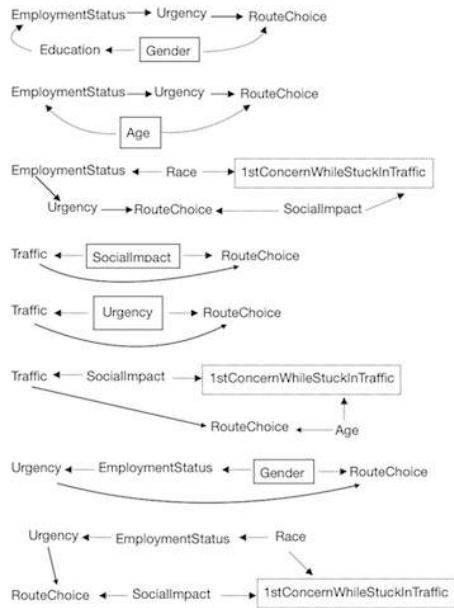 EmploymentStatus Urgency RouteChoice
Education Gender
EmploymentStatus Urgency RouteChoice
Age
EmploymentStatus Race 1stConcernWhileStuckInTraffic
Urgency RouteChoice SocialImpact
Traffic SocialImpact RouteChoice
Traffic Urgency RouteChoice
Traffic SocialImpact 1stConcernWhileStuckInTraffic
RouteChoice Age
Urgency EmploymentStatus Gender RouteChoice
Urgency EmploymentStatus Race
RouteChoice SocialImpact 1stConcernWhileStuckInTraffic